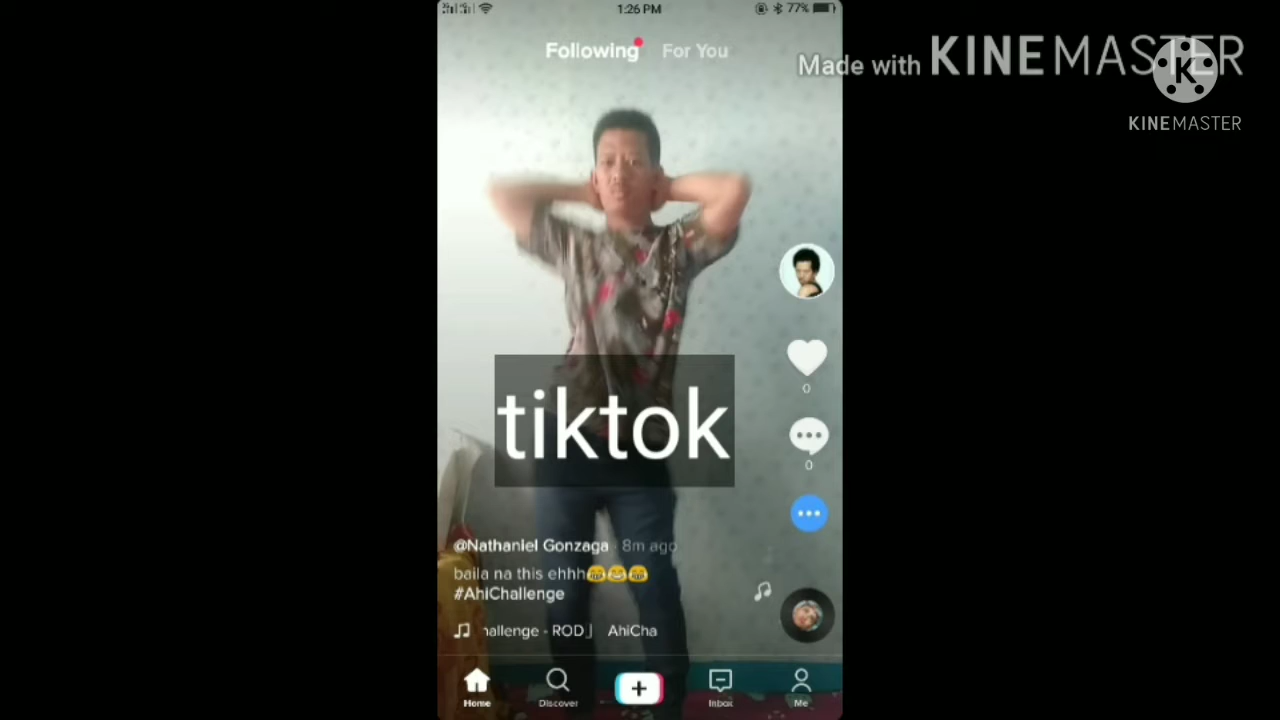 1:26 PM
77%
Following For You
Made with KINEMASTER
K
KINEMASTER
0
tiktok
0
@Nathaniel Gonzaga · 8m ago
baila na this ehhh😂😂😂
#AhiChallenge
hallenge - ROD」 AhiCha
Home
Discover
Inbox
Me